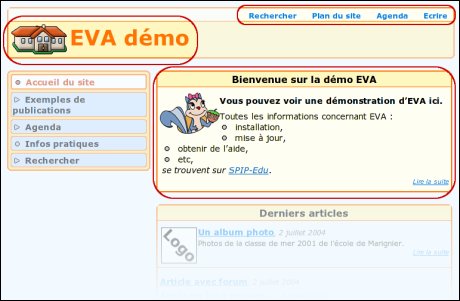 Rechercher Plan du site Agenda Ecrire
EVA démo
Accueil du site
Exemples de
publications
Agenda
Infos pratiques
Rechercher
Bienvenue sur la démo EVA
Vous pouvez voir une démonstration d'EVA ici.
Toutes les informations concernant EVA :
installation,
mise à jour,
obtenir de l'aide,
etc,
se trouvent sur SPIP-Edu.
Lire la suite
Derniers articles
Logo
Un album photo 2 juillet 2004
Photos de la classe de mer 2001 de l'école de Marignier.
Lire la suite
Article avec forum 2 juillet 2004